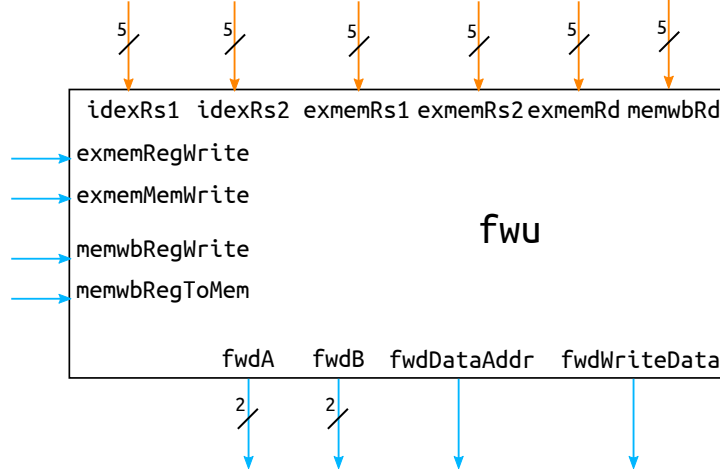 5 5 5 5 5 5
idexRs1 idexRs2 exmemRs1 exmemRs2 exmemRd memwbRd
exmemRegWrite
exmemMemWrite
fwu
memwbRegWrite
memwbRegToMem
fwdA fwdB fwdDataAddr fwdWriteData
2 2